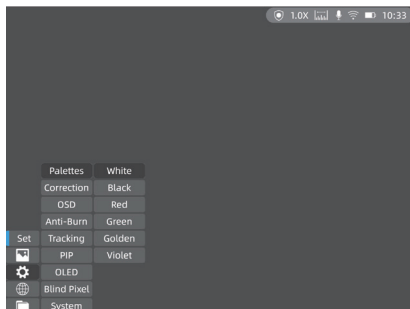 1.0X 10:33
Palettes White
Correction Black
OSD Red
Anti-Burn Green
Set Tracking Golden
PIP Violet
OLED
Blind Pixel
System